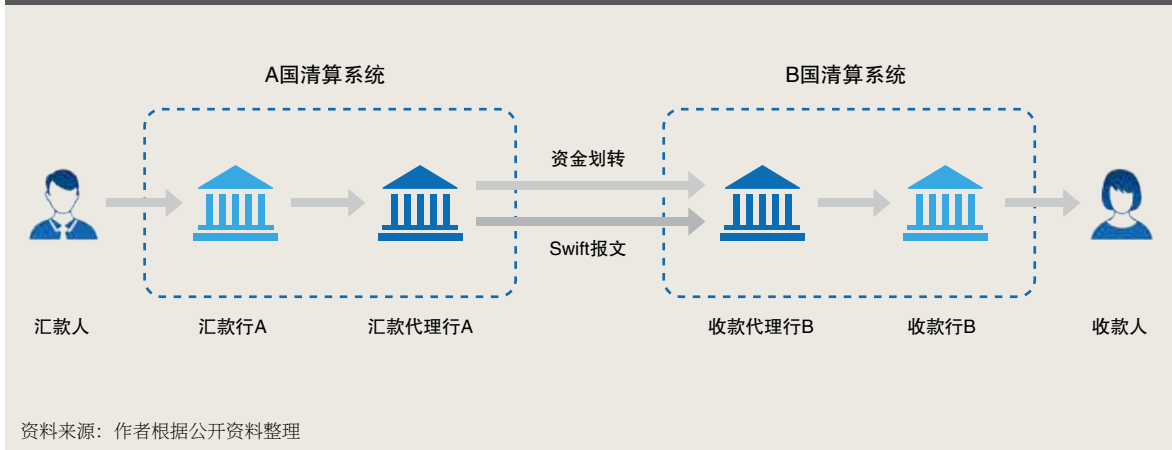 A国清算系统
B国清算系统
资金划转
Swift报文
汇款人
汇款行A
汇款代理行A
收款代理行B
收款行B
收款人
资料来源：作者根据公开资料整理